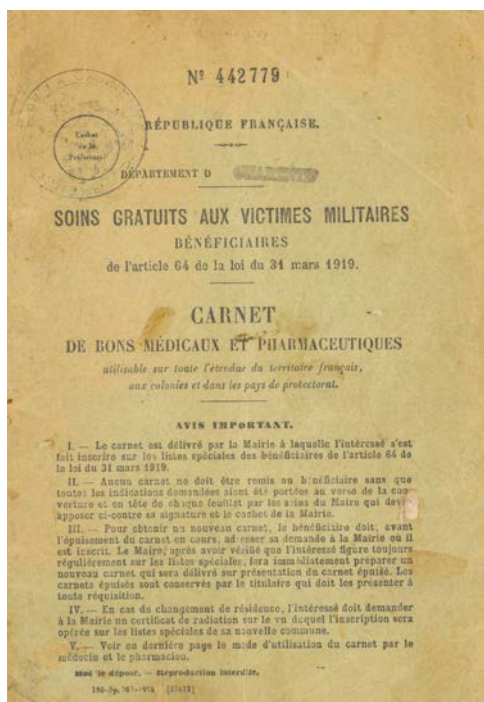 Nº 442779
Cachet
de la
Préfecture
RÉPUBLIQUE FRANÇAISE.
DÉPARTEMENT D
SOINS GRATUITS AUX VICTIMES MILITAIRES
BÉNÉFICIAIRES
de l'article 64 de la loi du 31 mars 1919.
CARNET
DE BONS MÉDICAUX ET PHARMACEUTIQUES
utilisable sur toute l'étendue du territoire français,
aux colonies et dans les pays de protectorat.
AVIS IMPORTANT.
I. — Le carnet est délivré par la Mairie à laquelle l'intéressé s'est
fait inscrire sur les listes spéciales des bénéficiaires de l'article 64 de
la loi du 31 mars 1919.
II. — Aucun carnet ne doit être remis au bénéficiaire sans que
toutes les indications demandées aient été portées au verso de la cou-
verture et en tête de chaque feuillet par les soins du Maire qui devra
apposer ci-contre sa signature et le cachet de la Mairie.
III. — Pour obtenir un nouveau carnet, le bénéficiaire doit, avant
l'épuisement du carnet en cours, adresser sa demande à la Mairie où il
est inscrit. Le Maire, après avoir vérifié que l'intéressé figure toujours
régulièrement sur les listes spéciales, fera immédiatement préparer un
nouveau carnet qui sera délivré sur présentation du carnet épuisé. Les
carnets épuisés sont conservés par le titulaire qui doit les présenter à
toute réquisition.
IV. — En cas de changement de résidence, l'intéressé doit demander
à la Mairie un certificat de radiation sur le vu duquel l'inscription sera
opérée sur les listes spéciales de sa nouvelle commune.
V. — Voir en dernière page le mode d'utilisation du carnet par le
médecin et le pharmacien.
déposé. — Reproduction interdite.